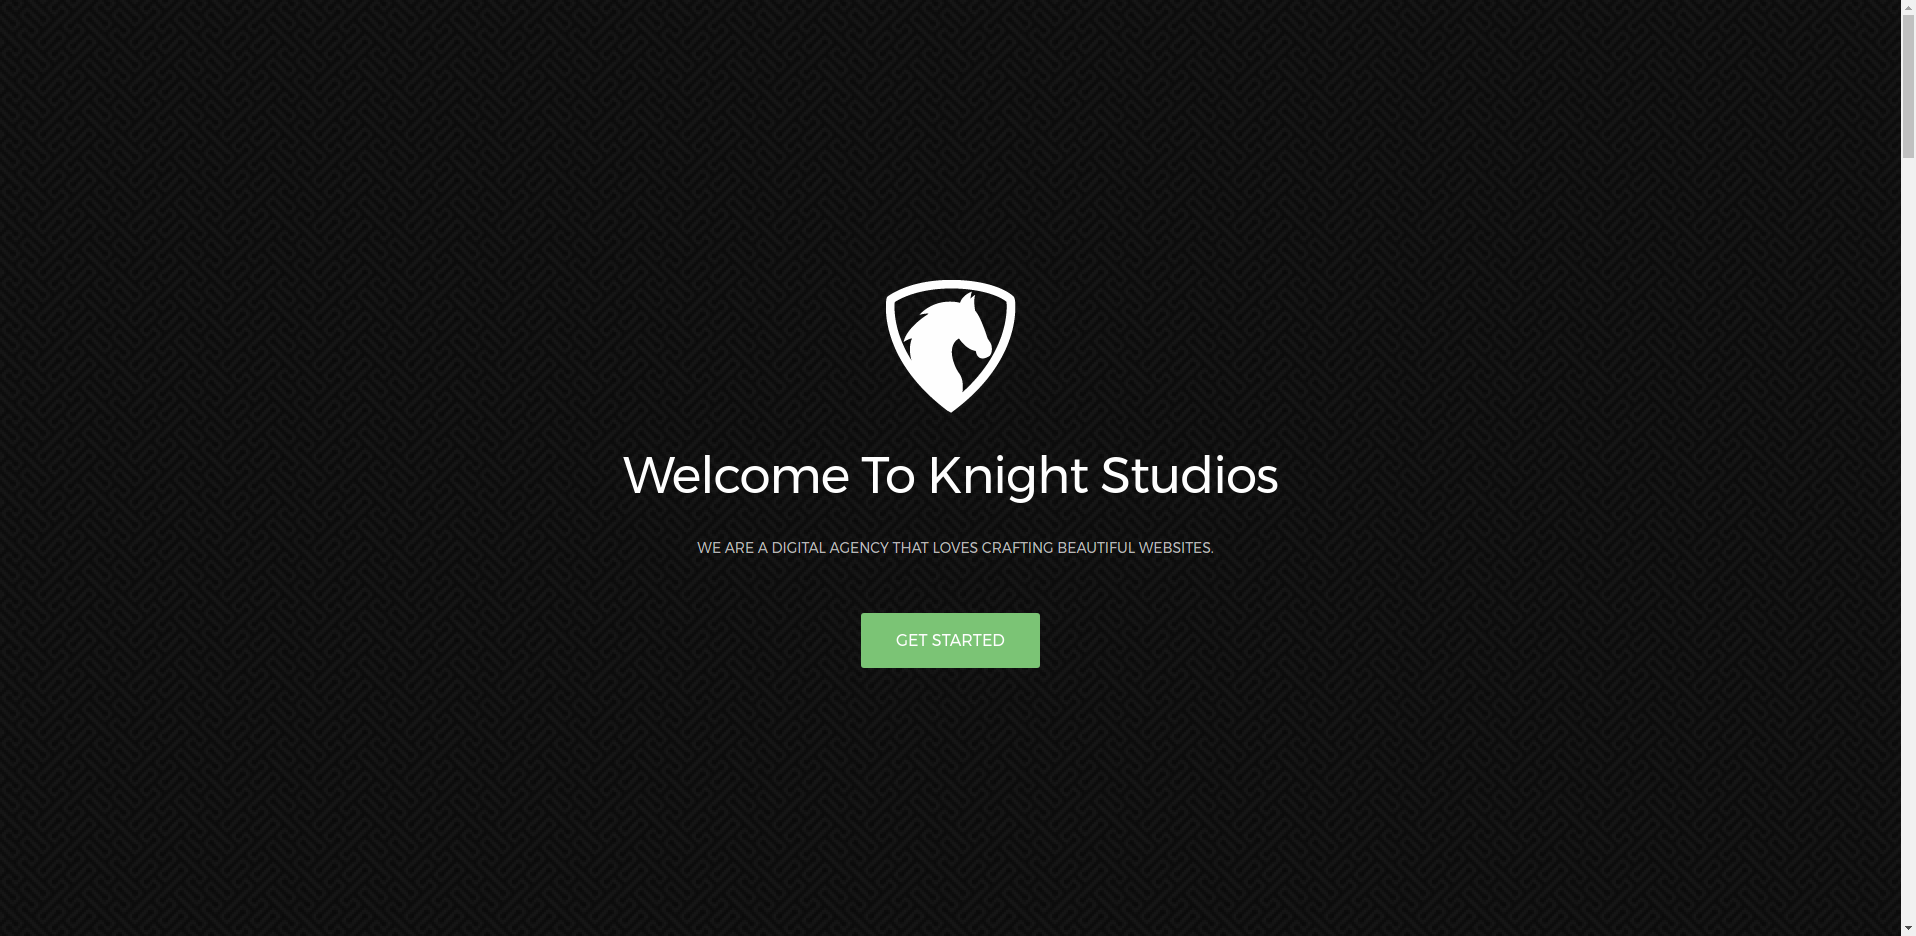 Welcome To Knight Studios
WE ARE A DIGITAL AGENCY THAT LOVES CRAFTING BEAUTIFUL WEBSITES.
GET STARTED